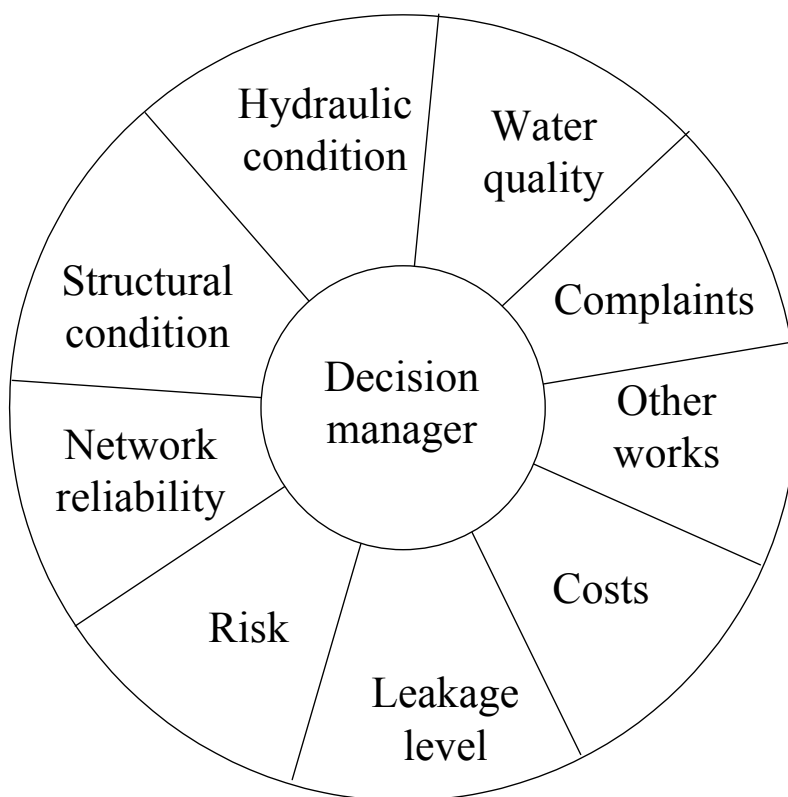 Hydraulic
condition
Water
quality
Complaints
Other
works
Costs
Leakage
level
Risk
Network
reliability
Structural
condition
Decision
manager